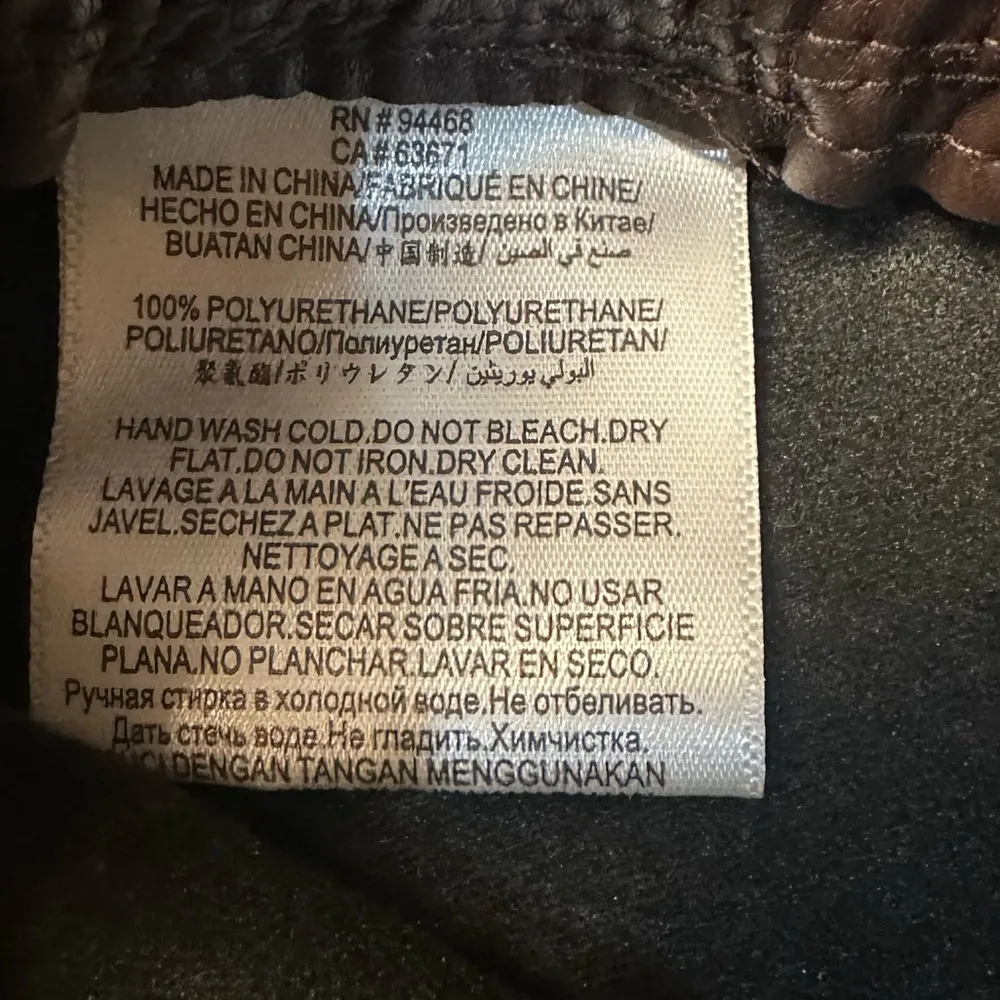 RN # 94468
CA # 63671
MADE IN CHINA/FABRIQUÉ EN CHINE/
HECHO EN CHINA/Произведено в Китае/
BUATAN CHINA/中国制造/ صنع في الصين
100% POLYURETHANE/POLYURETHANE/
POLIURETANO/Полиуретан/POLIURETAN/
聚氨酯/ポリウレタン/ البولي يوريثين
HAND WASH COLD.DO NOT BLEACH.DRY
FLAT.DO NOT IRON.DRY CLEAN.
LAVAGE A LA MAIN A L'EAU FROIDE.SANS
JAVEL.SECHEZ A PLAT.NE PAS REPASSER.
NETTOYAGE A SEC.
LAVAR A MANO EN AGUA FRIA.NO USAR
BLANQUEADOR.SECAR SOBRE SUPERFICIE
PLANA.NO PLANCHAR.LAVAR EN SECO.
Ручная стирка в холодной воде.Не отбеливать.
Дать стечь воде.Не гладить.Химчистка.
DENGAN TANGAN MENGGUNAKAN